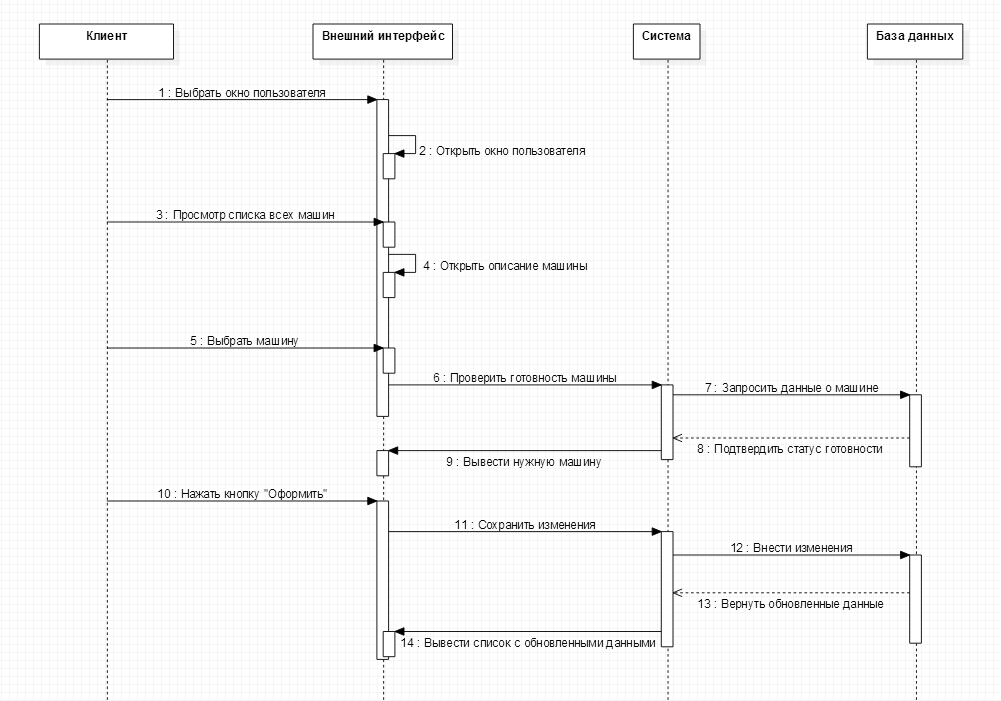 Клиент
Внешний интерфейс
Система
База данных
1 : Выбрать окно пользователя
2 : Открыть окно пользователя
3 : Просмотр списка всех машин
4 : Открыть описание машины
5 : Выбрать машину
6 : Проверить готовность машины
7 : Запросить данные о машине
8 : Подтвердить статус готовности
9 : Вывести нужную машину
10 : Нажать кнопку "Оформить"
11 : Сохранить изменения
12 : Внести изменения
13 : Вернуть обновленные данные
14 : Вывести список с обновленными данными